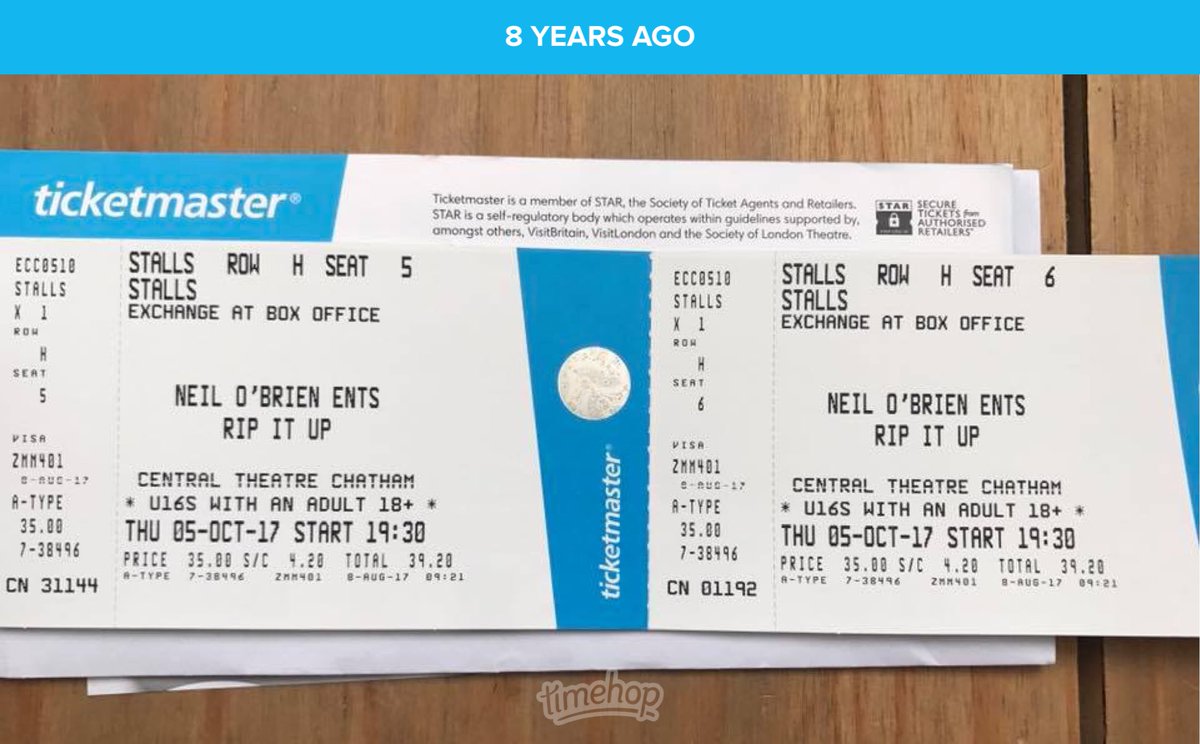 8 YEARS AGO
ticketmaster®
Ticketmaster is a member of STAR, the Society of Ticket Agents and Retailers.
STAR is a self-regulatory body which operates within guidelines supported by,
amongst others, VisitBritain, VisitLondon and the Society of London Theatre.
STAR
SECURE
TICKETS from
AUTHORISED
RETAILERS
ECC0510
STALLS
X 1
ROW
H
SEAT
5
VISA
ZMM401
8-AUG-17
A-TYPE
35.00
7-38496
CN 31144
STALLS ROW H SEAT 5
STALLS
EXCHANGE AT BOX OFFICE
NEIL O'BRIEN ENTS
RIP IT UP
CENTRAL THEATRE CHATHAM
* U16S WITH AN ADULT 18+ *
THU 05-OCT-17 START 19:30
PRICE 35.00 S/C 4.20 TOTAL 39.20
A-TYPE 7-38496 ZMM401 8-AUG-17 09:21
ticketmaster®
ECC0510
STALLS
X 1
ROW
H
SEAT
6
VISA
ZMM401
8-AUG-17
A-TYPE
35.00
7-38496
CN 01192
STALLS ROW H SEAT 6
STALLS
EXCHANGE AT BOX OFFICE
NEIL O'BRIEN ENTS
RIP IT UP
CENTRAL THEATRE CHATHAM
* U16S WITH AN ADULT 18+ *
THU 05-OCT-17 START 19:30
PRICE 35.00 S/C 4.20 TOTAL 39.20
A-TYPE 7-38496 ZMM401 8-AUG-17 09:21
timehop